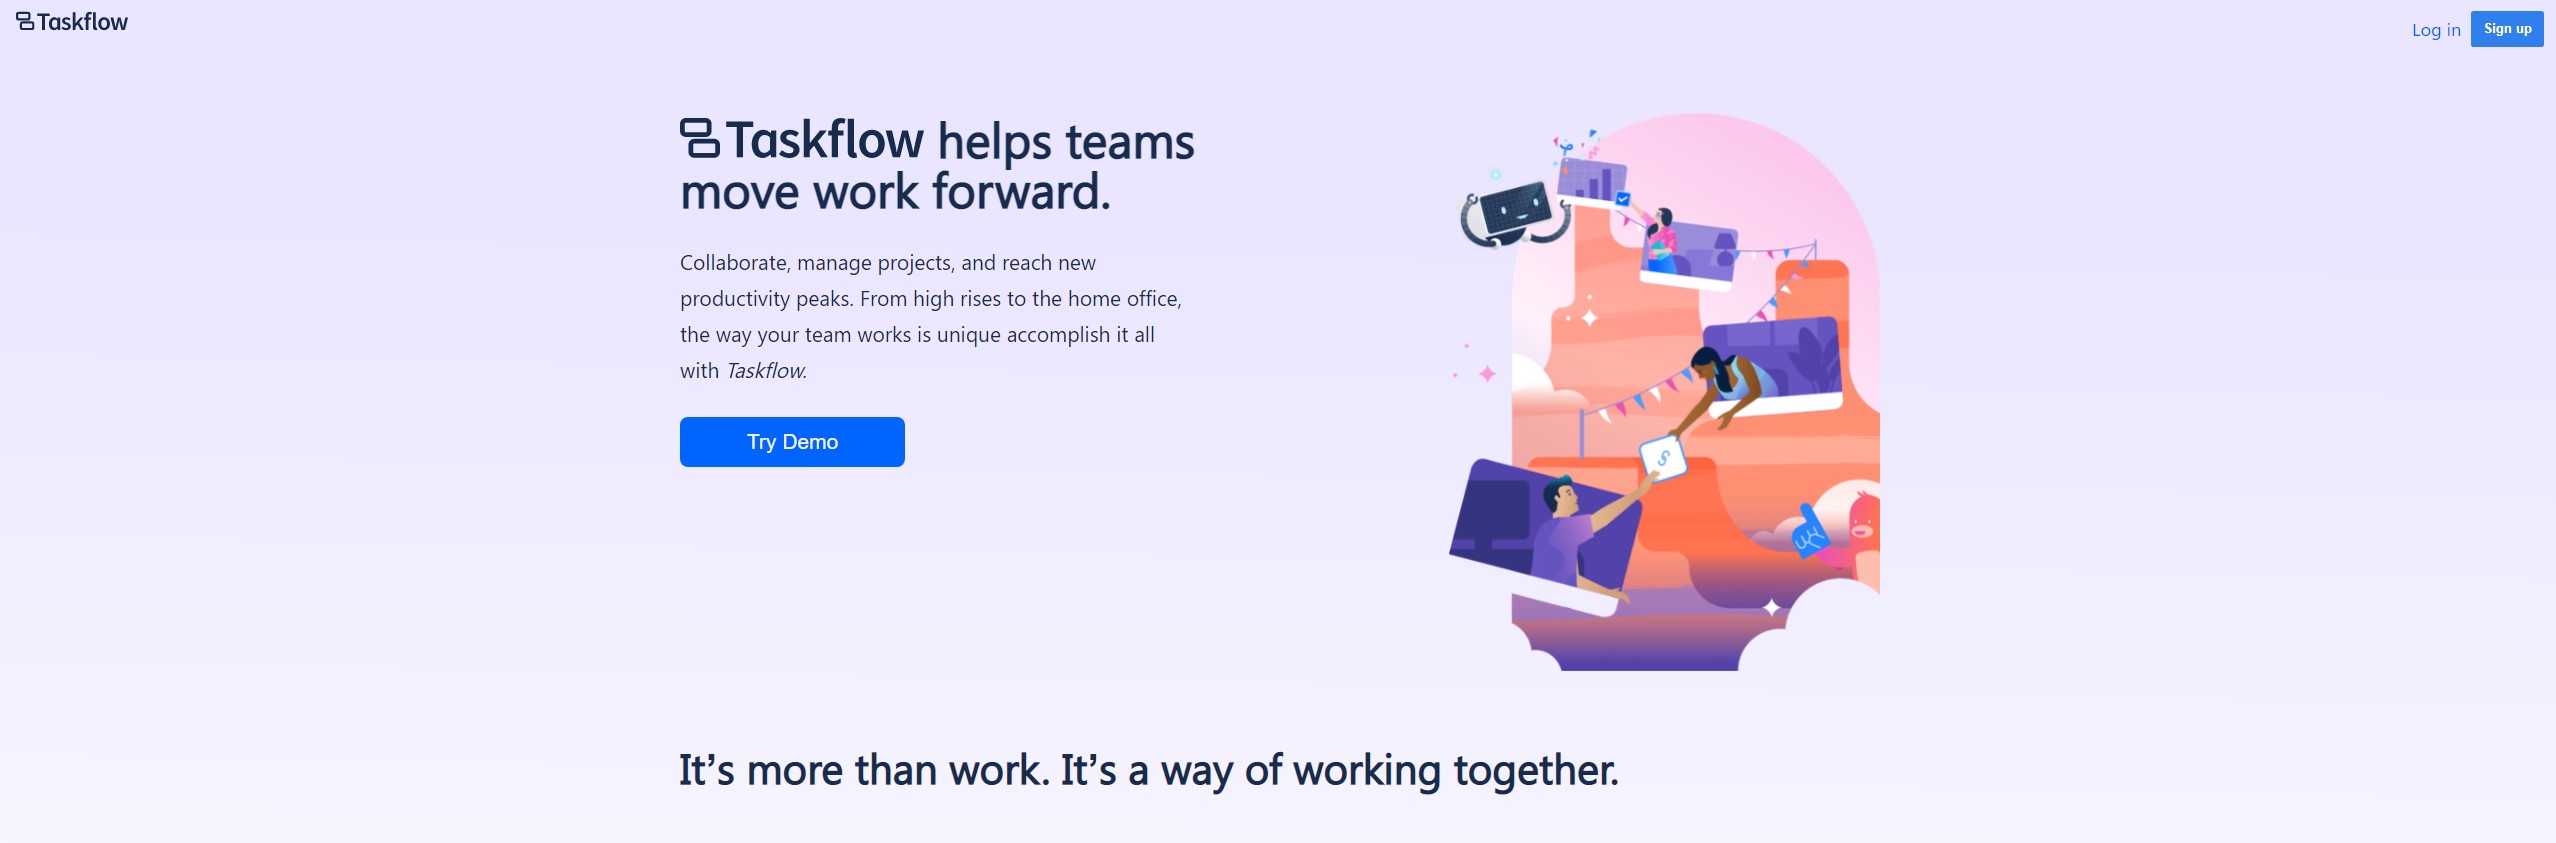 Taskflow
Log in
Sign up
Taskflow helps teams
move work forward.
Collaborate, manage projects, and reach new
productivity peaks. From high rises to the home office,
the way your team works is unique accomplish it all
with Taskflow.
Try Demo
It’s more than work. It’s a way of working together.